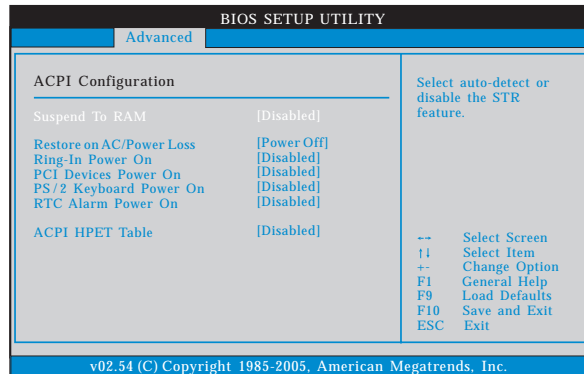 BIOS SETUP UTILITY
Advanced
ACPI Configuration
Suspend To RAM [Disabled]
Restore on AC/Power Loss [Power Off]
Ring-In Power On [Disabled]
PCI Devices Power On [Disabled]
PS/2 Keyboard Power On [Disabled]
RTC Alarm Power On [Disabled]
ACPI HPET Table [Disabled]
Select auto-detect or
disable the STR
feature.
←→ Select Screen
↑↓ Select Item
+- Change Option
F1 General Help
F9 Load Defaults
F10 Save and Exit
ESC Exit
v02.54 (C) Copyright 1985-2005, American Megatrends, Inc.